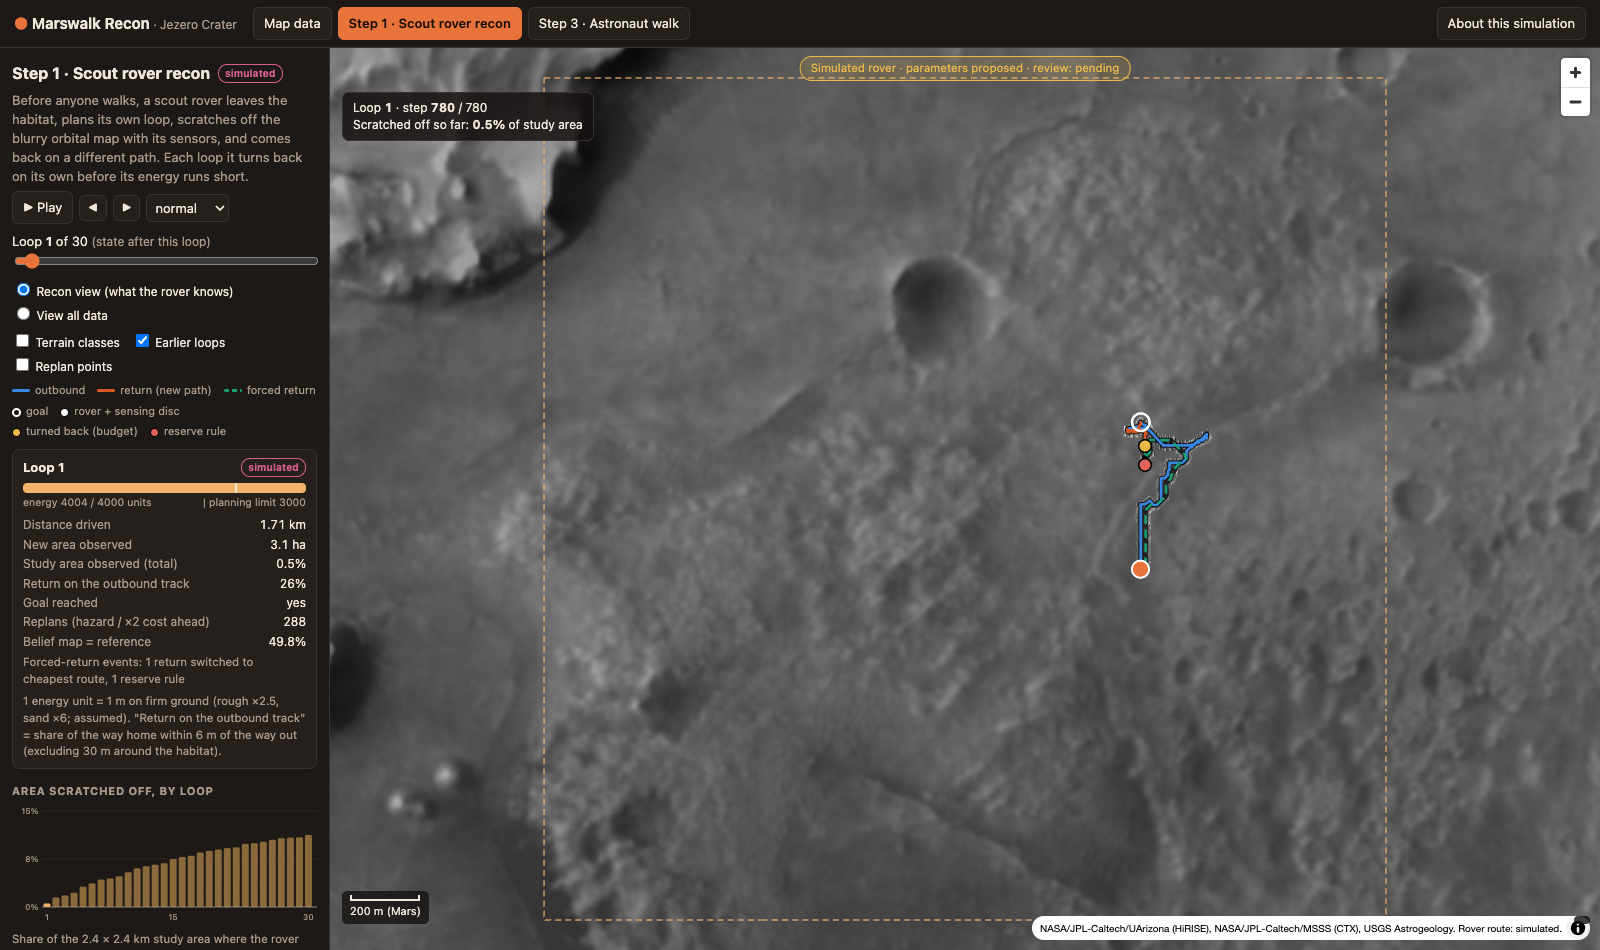 Marswalk Recon · Jezero Crater
Map data
Step 1 · Scout rover recon
Step 3 · Astronaut walk
About this simulation
Step 1 · Scout rover recon
simulated
Before anyone walks, a scout rover leaves the
habitat, plans its own loop, scratches off the
blurry orbital map with its sensors, and comes
back on a different path. Each loop it turns back
on its own before its energy runs short.
Play
normal
Loop 1 of 30 (state after this loop)
Recon view (what the rover knows)
View all data
Terrain classes
Earlier loops
Replan points
outbound
return (new path)
forced return
goal
rover + sensing disc
turned back (budget)
reserve rule
Loop 1
simulated
energy 4004 / 4000 units
| planning limit 3000
Distance driven 1.71 km
New area observed 3.1 ha
Study area observed (total) 0.5%
Return on the outbound track 26%
Goal reached yes
Replans (hazard / ×2 cost ahead) 288
Belief map = reference 49.8%
Forced-return events: 1 return switched to
cheapest route, 1 reserve rule
1 energy unit = 1 m on firm ground (rough ×2.5,
sand ×6; assumed). "Return on the outbound track"
= share of the way home within 6 m of the way out
(excluding 30 m around the habitat).
AREA SCRATCHED OFF, BY LOOP
15%
8%
0%
1
15
30
Share of the 2.4 × 2.4 km study area where the rover
Simulated rover · parameters proposed · review: pending
Loop 1 · step 780 / 780
Scratched off so far: 0.5% of study area
+
−
200 m (Mars)
NASA/JPL-Caltech/UArizona (HiRISE), NASA/JPL-Caltech/MSSS (CTX), USGS Astrogeology. Rover route: simulated.